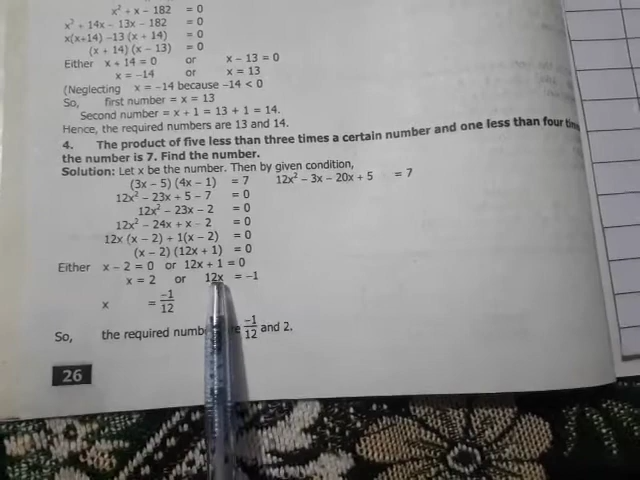 x² + x – 182 = 0
x² + 14x – 13x – 182 = 0
x(x+14) –13 (x + 14) = 0
(x + 14) (x – 13) = 0
Either x + 14 = 0 or x – 13 = 0
x = –14 or x = 13
(Neglecting x = –14 because –14 < 0
So, first number = x = 13
Second number = x + 1 = 13 + 1 = 14.
Hence, the required numbers are 13 and 14.
4. The product of five less than three times a certain number and one less than four
the number is 7. Find the number.
Solution: Let x be the number. Then by given condition,
(3x – 5) (4x – 1) = 7 12x² – 3x – 20x + 5 = 7
12x² – 23x + 5 – 7 = 0
12x² – 23x – 2 = 0
12x² – 24x + x – 2 = 0
12x (x – 2) + 1(x – 2) = 0
(x – 2) (12x + 1) = 0
Either x – 2 = 0 or 12x + 1 = 0
x = 2 or 12x = –1
x = –1/12
So, the required –1/12 and 2.
26